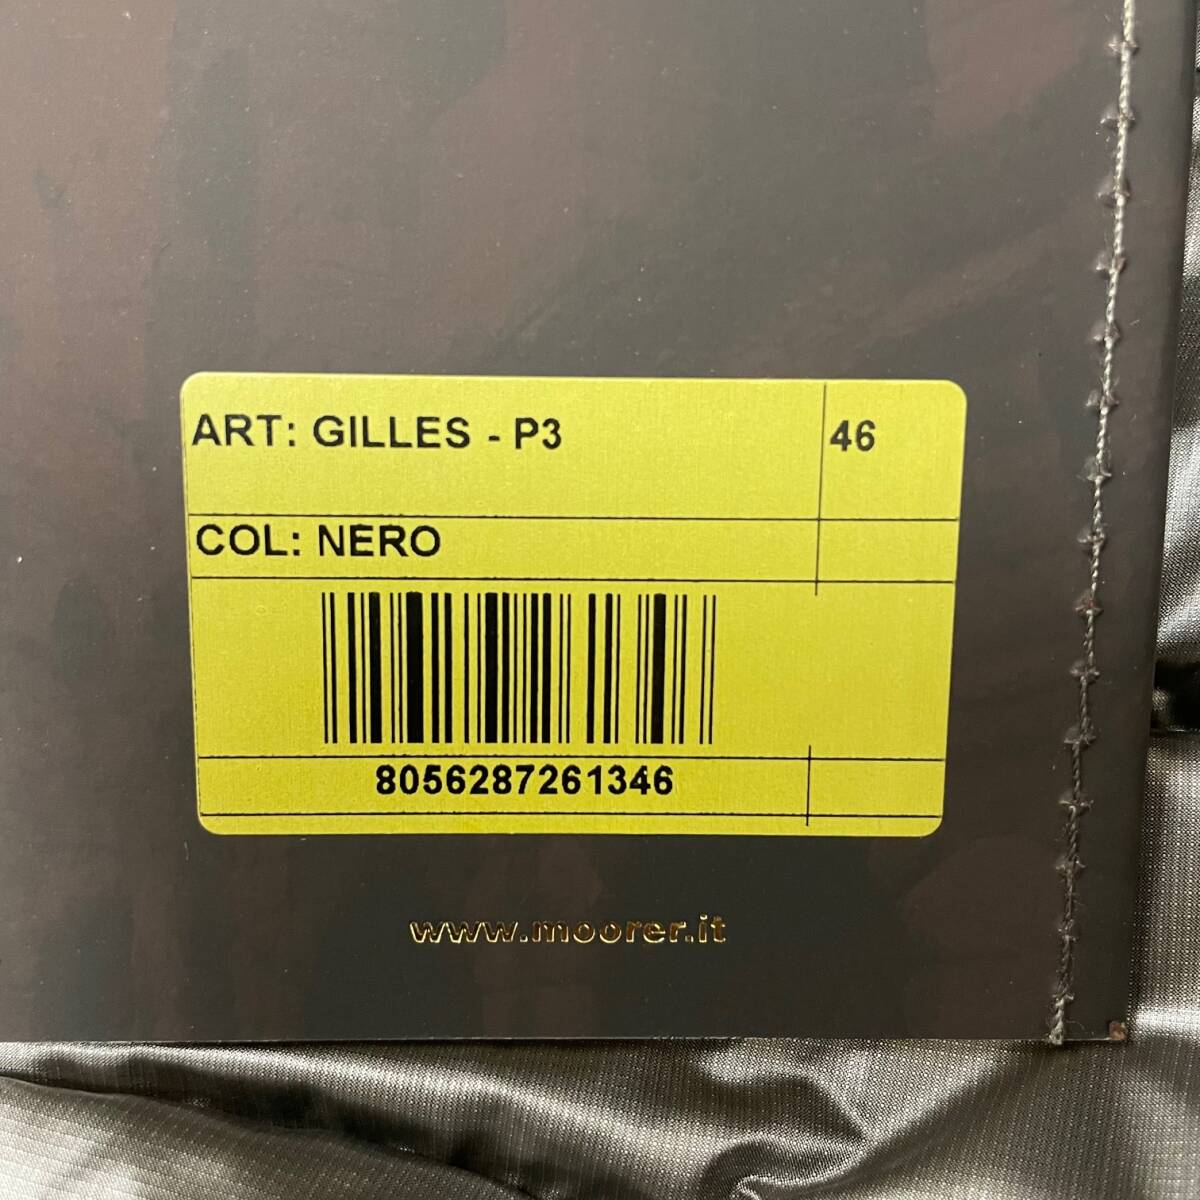 ART: GILLES - P3 46
COL: NERO
8056287261346
www.moorer.it